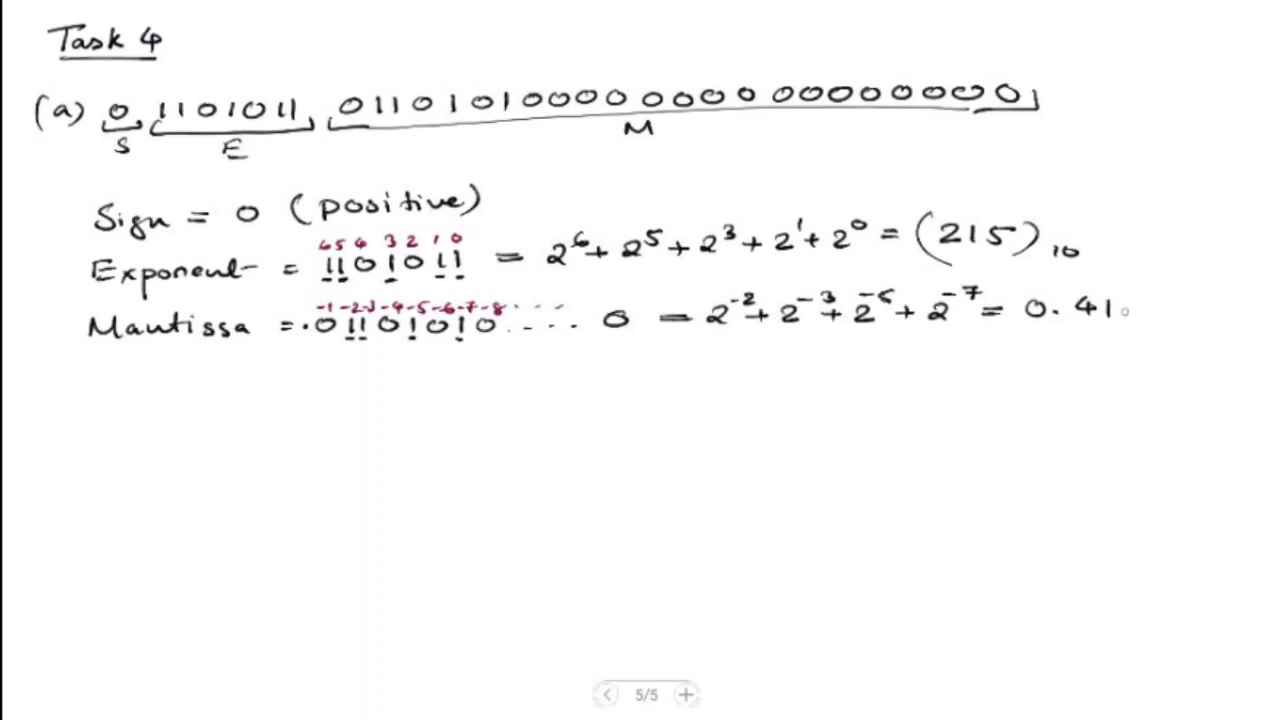 Task 4
(a) 0 1101011 0110101000000000000000000
S E M
Sign = 0 (positive)
6 5 4 3 2 1 0
Exponent = 1101011 = 2^6 + 2^5 + 2^3 + 2^1 + 2^0 = (215)_10
-1 -2 -3 -4 -5 -6 -7 -8 ....
Mantissa = .01101010..... 0 = 2^-2 + 2^-3 + 2^-5 + 2^-7 = 0.41
5/5